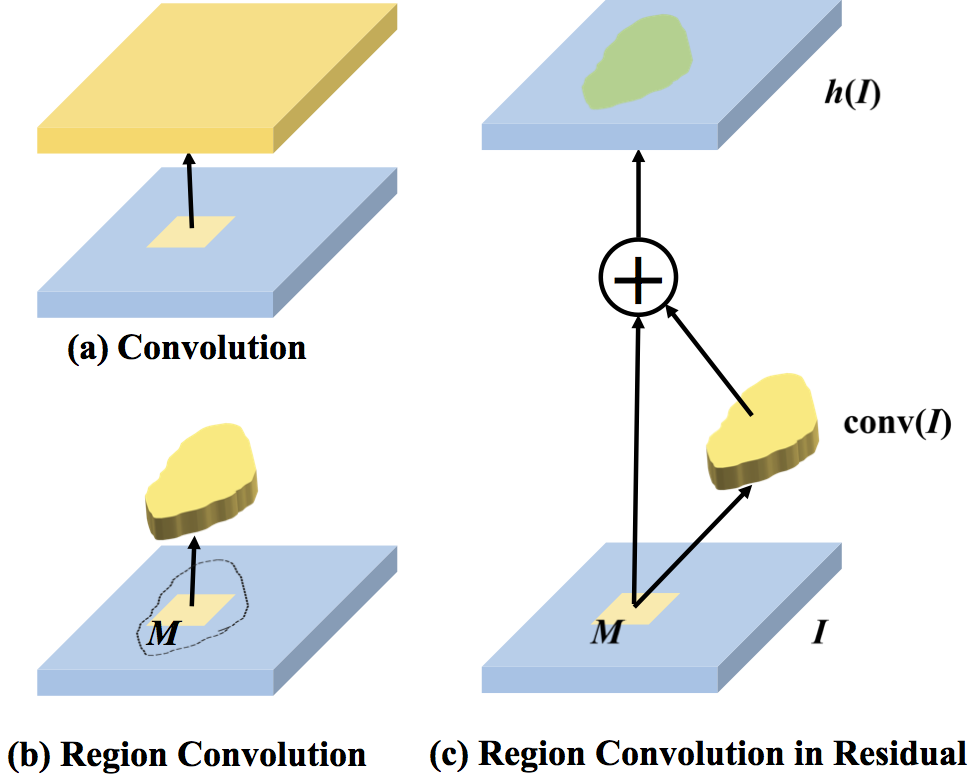 (a) Convolution
M
(b) Region Convolution
h(I)
conv(I)
M
I
(c) Region Convolution in Residual